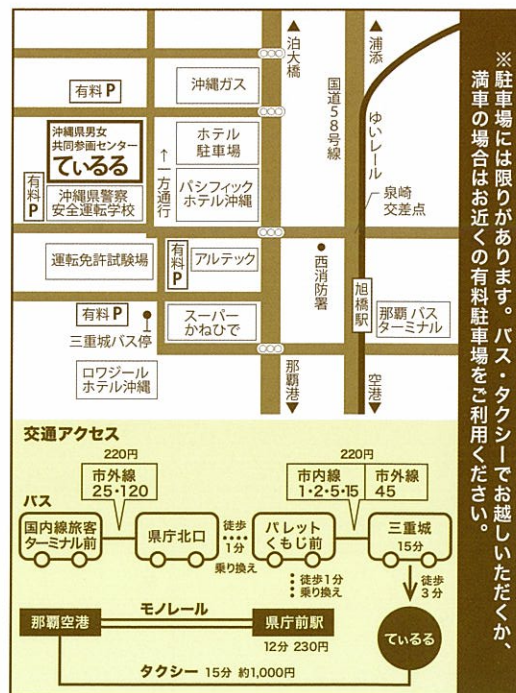 泊大橋
浦添
有料P
沖縄ガス
国道58号線
ゆいレール
沖縄県男女
共同参画センター
てぃるる
ホテル
駐車場
↑一方通行
有料P
沖縄県警察
安全運転学校
パシフィック
ホテル沖縄
泉崎
交差点
運転免許試験場
有料P
アルテック
西消防署
旭橋駅
有料P
三重城バス停
スーパー
かねひで
那覇バス
ターミナル
ロワジール
ホテル沖縄
那覇港
空港
※駐車場には限りがあります。バス・タクシーでお越しいただくか、
満車の場合はお近くの有料駐車場をご利用ください。
交通アクセス
220円
220円
市外線
25・120
市内線
1・2・5・15
市外線
45
バス
国内線旅客
ターミナル前
県庁北口
徒歩
1分
乗り換え
パレット
くもじ前
三重城
15分
徒歩1分
乗り換え
徒歩
3分
那覇空港
モノレール
県庁前駅
12分 230円
てぃるる
タクシー 15分 約1,000円